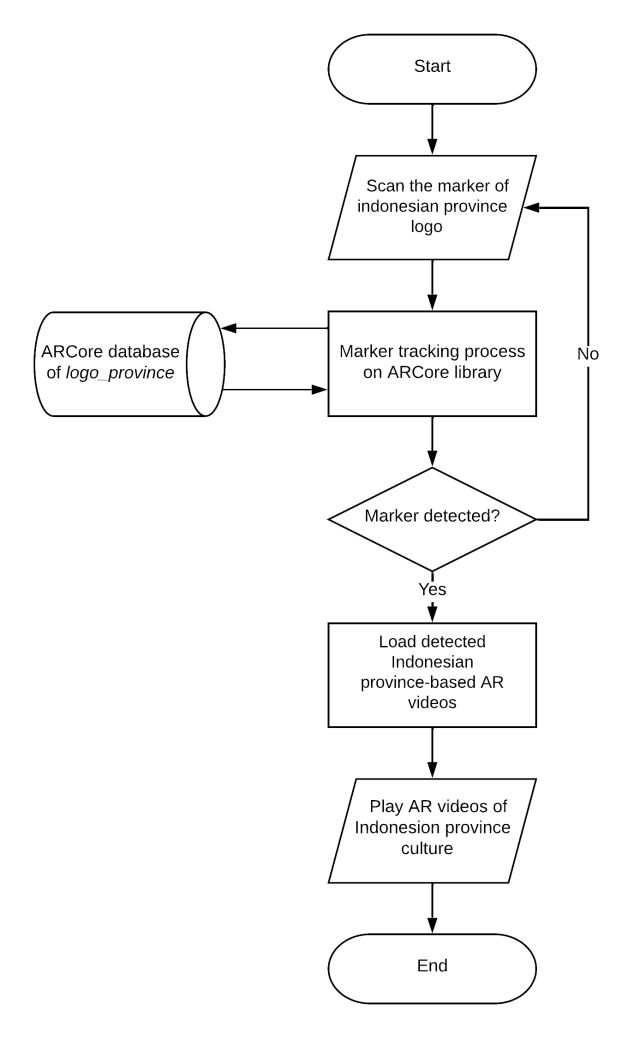 Start
Scan the marker of
indonesian province
logo
ARCore database
of logo_province
Marker tracking process
on ARCore library
No
Marker detected?
Yes
Load detected
Indonesian
province-based AR
videos
Play AR videos of
Indonesion province
culture
End